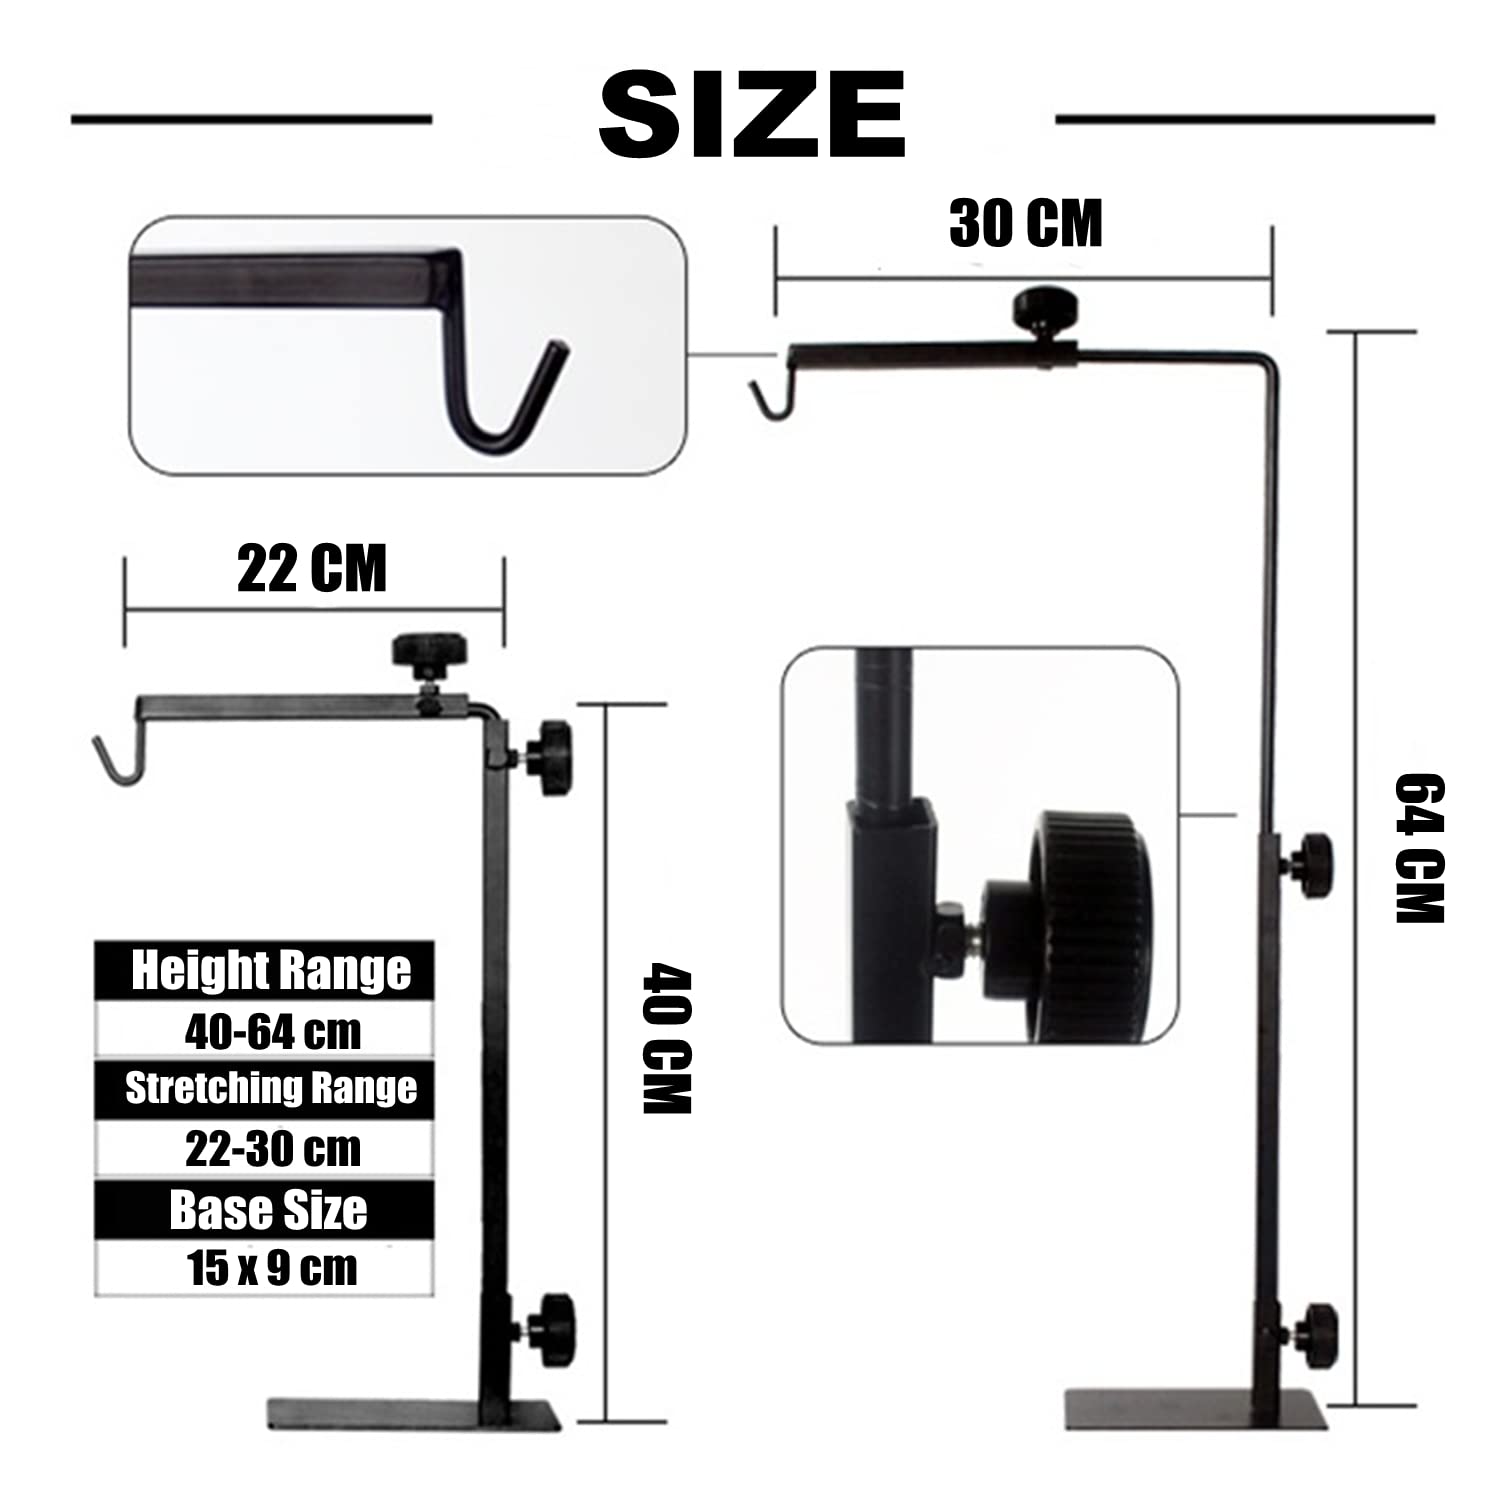 SIZE
30 CM
22 CM
64 CM
40 CM
Height Range
40-64 cm
Stretching Range
22-30 cm
Base Size
15 x 9 cm